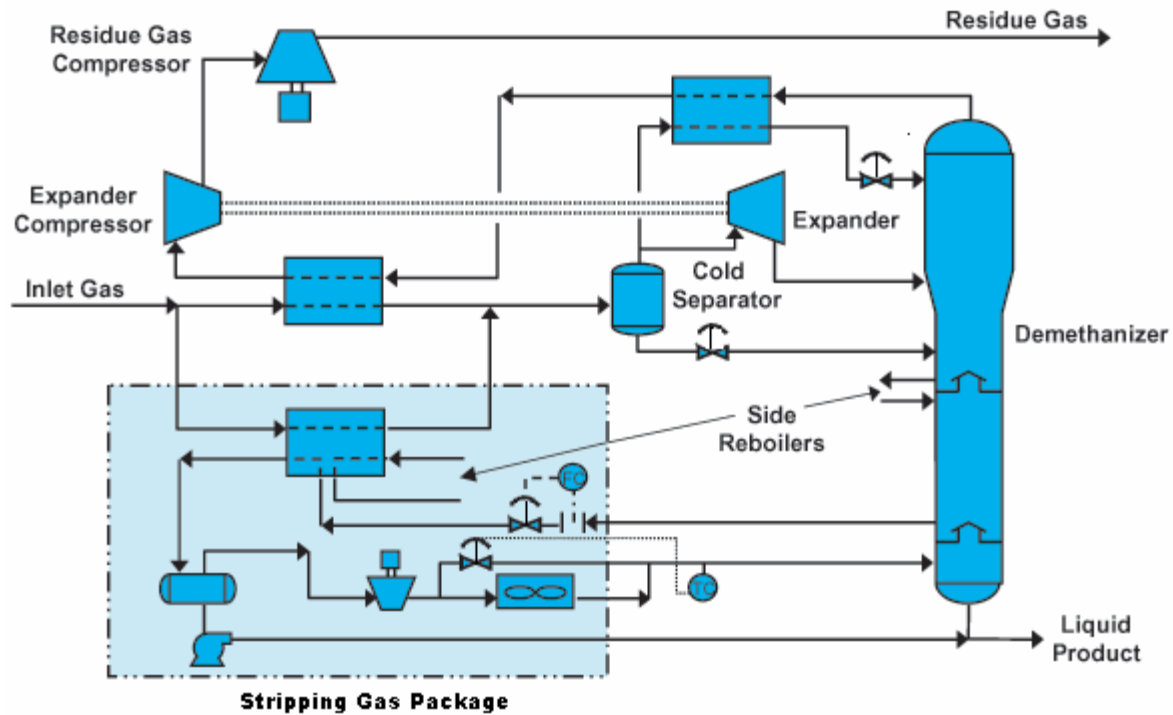 Residue Gas
Compressor
Residue Gas
Expander
Compressor
Expander
Inlet Gas
Cold
Separator
Demethanizer
Side
Reboilers
FC
TC
Liquid
Product
Stripping Gas Package